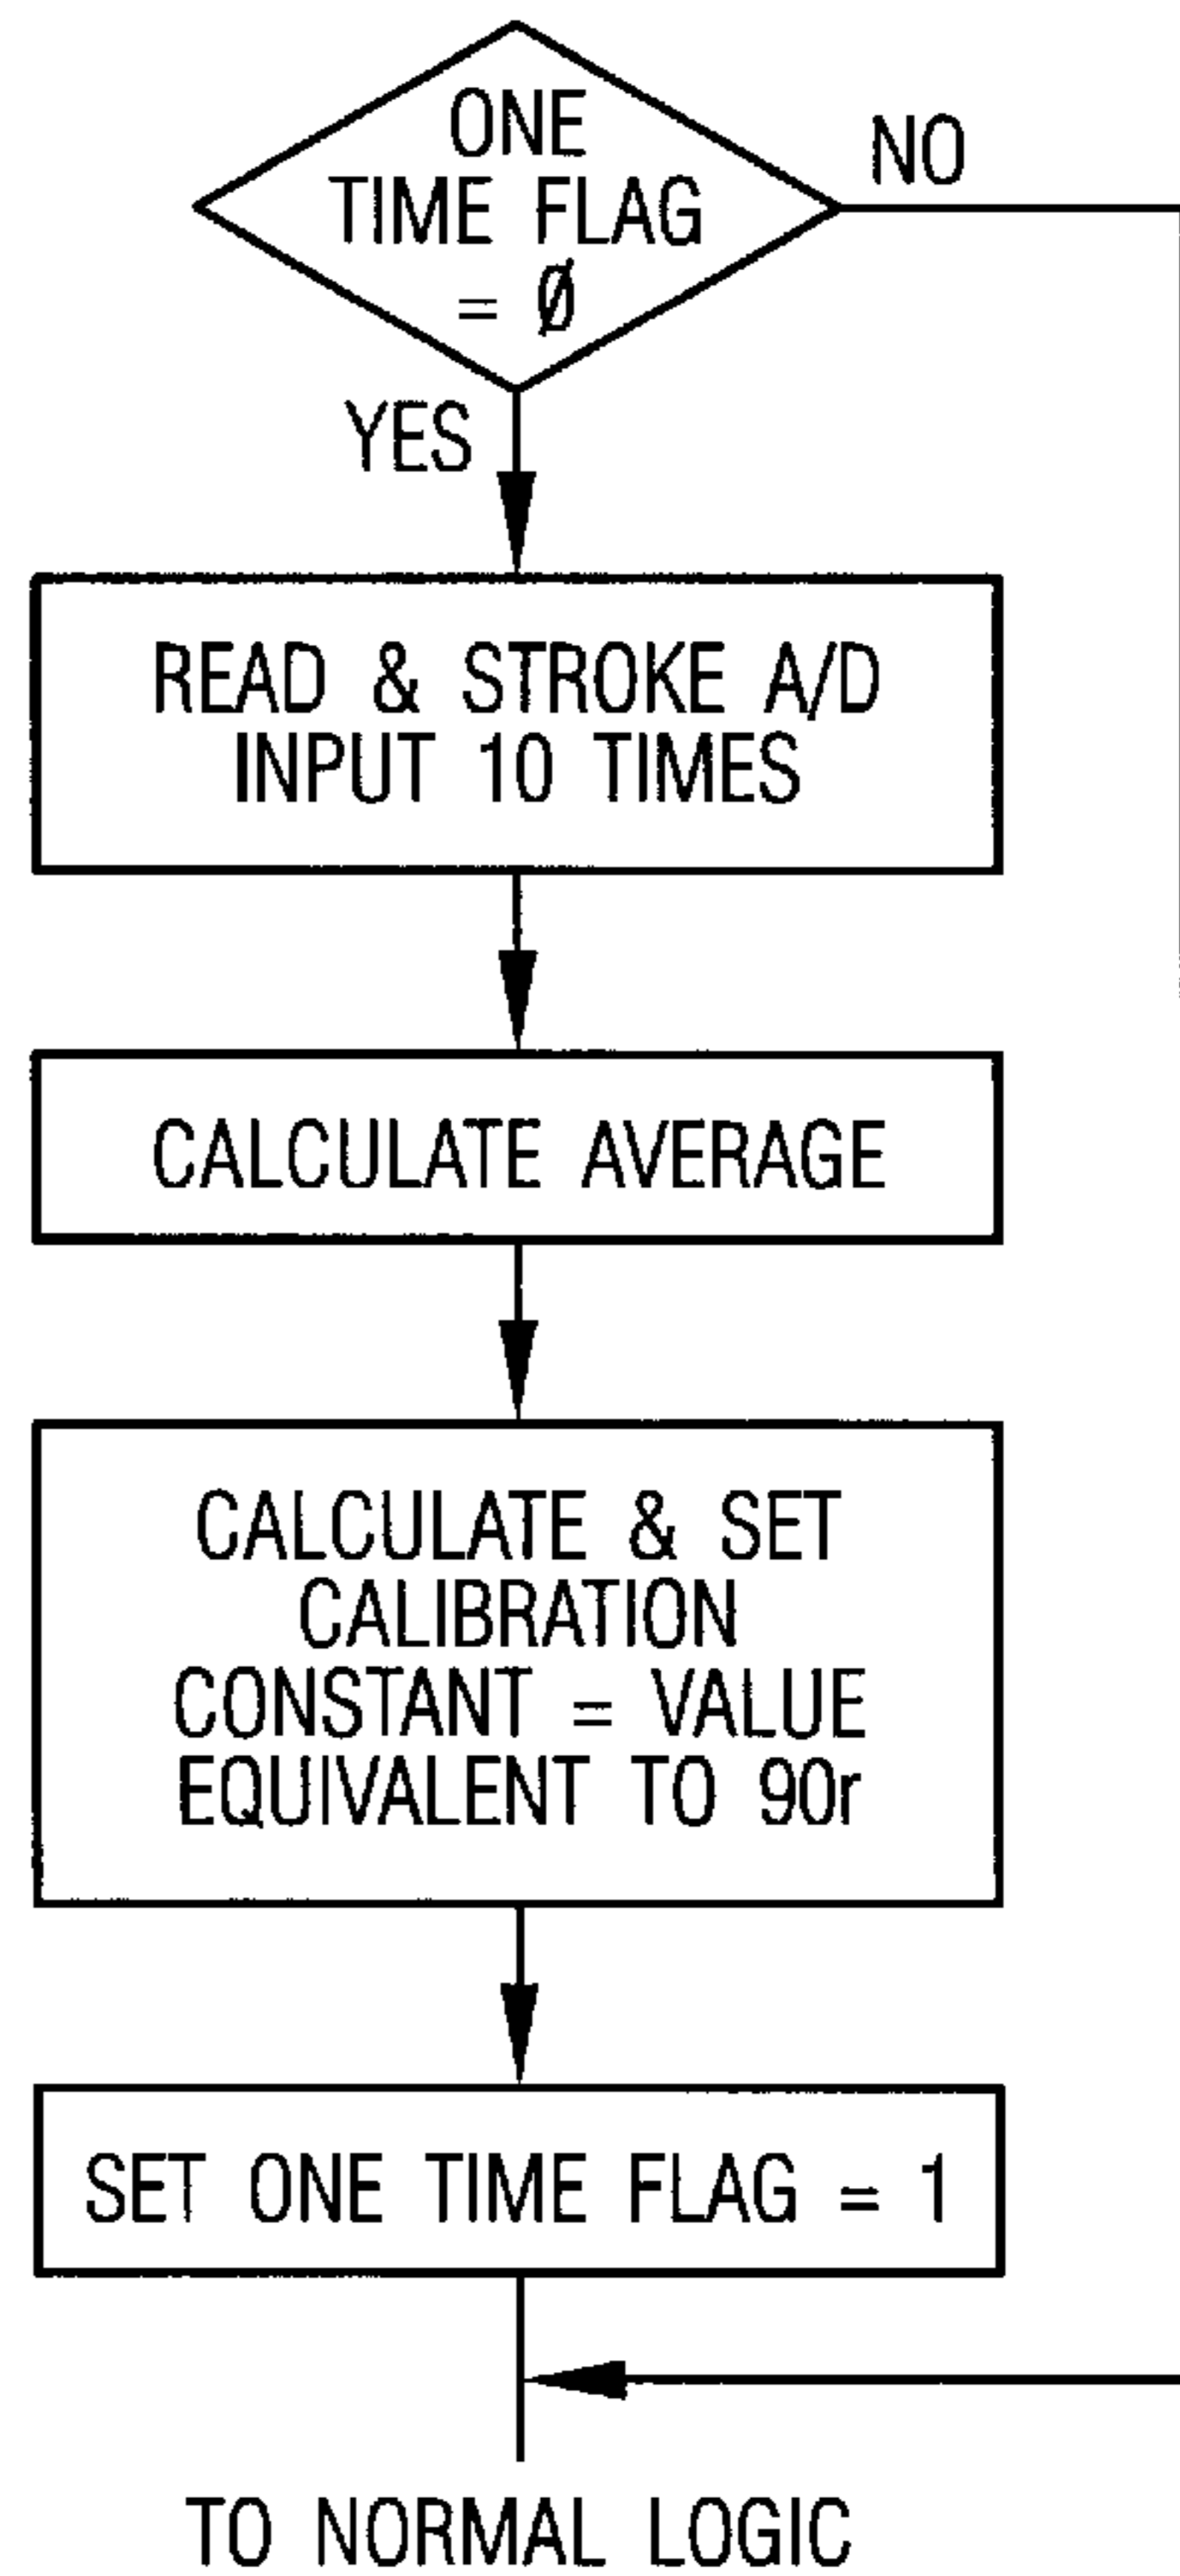 ONE
TIME FLAG
= Ø
NO
YES
READ & STROKE A/D
INPUT 10 TIMES
CALCULATE AVERAGE
CALCULATE & SET
CALIBRATION
CONSTANT = VALUE
EQUIVALENT TO 90r
SET ONE TIME FLAG = 1
TO NORMAL LOGIC